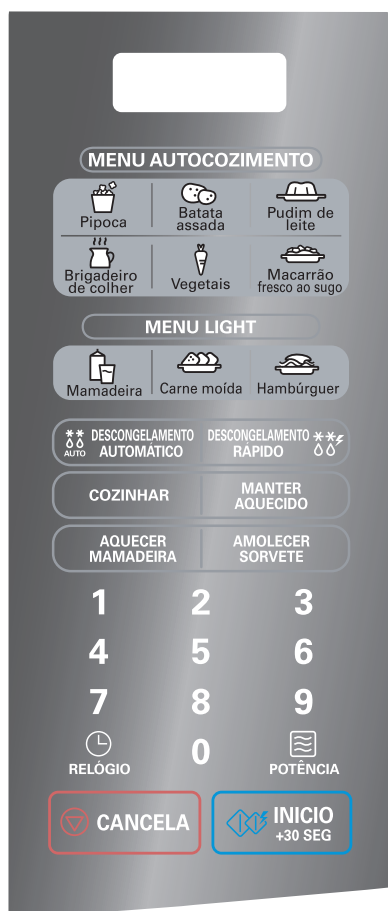 MENU AUTOCOZIMENTO
Pipoca
Batata
assada
Pudim de
leite
Brigadeiro
de colher
Vegetais
Macarrão
fresco ao sugo
MENU LIGHT
Mamadeira
Carne moída
Hambúrguer
AUTO
DESCONGELAMENTO
AUTOMÁTICO
DESCONGELAMENTO
RÁPIDO
COZINHAR
MANTER
AQUECIDO
AQUECER
MAMADEIRA
AMOLECER
SORVETE
1 2 3
4 5 6
7 8 9
0
RELÓGIO
POTÊNCIA
CANCELA
INICIO
+30 SEG